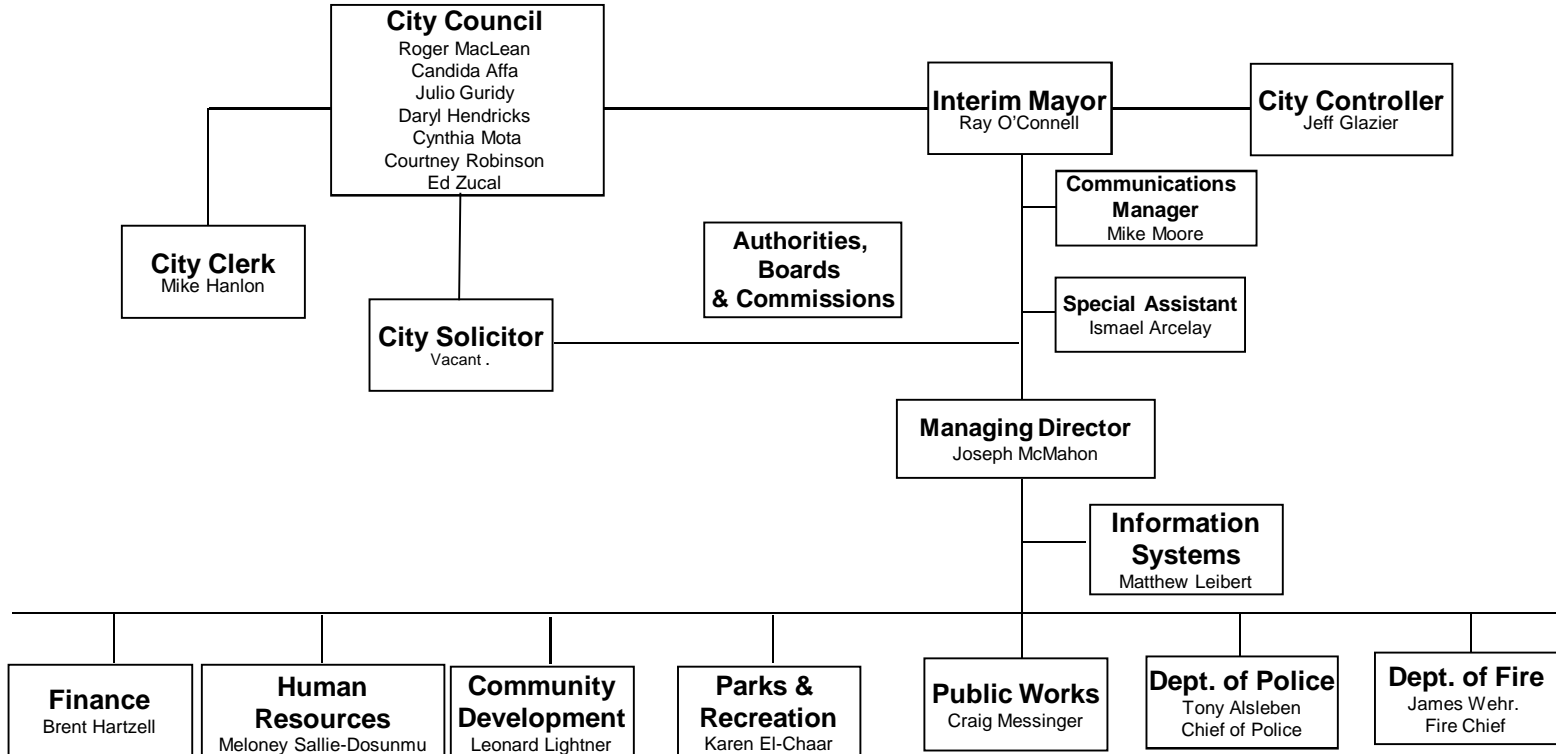 City Council
Roger MacLean
Candida Affa
Julio Guridy
Daryl Hendricks
Cynthia Mota
Courtney Robinson
Ed Zucal
Interim Mayor
Ray O'Connell
City Controller
Jeff Glazier
Communications
Manager
Mike Moore
City Clerk
Mike Hanlon
Authorities,
Boards
& Commissions
Special Assistant
Ismael Arcelay
City Solicitor
Vacant .
Managing Director
Joseph McMahon
Information
Systems
Matthew Leibert
Finance
Brent Hartzell
Human
Resources
Meloney Sallie-Dosunmu
Community
Development
Leonard Lightner
Parks &
Recreation
Karen El-Chaar
Public Works
Craig Messinger
Dept. of Police
Tony Alsleben
Chief of Police
Dept. of Fire
James Wehr.
Fire Chief